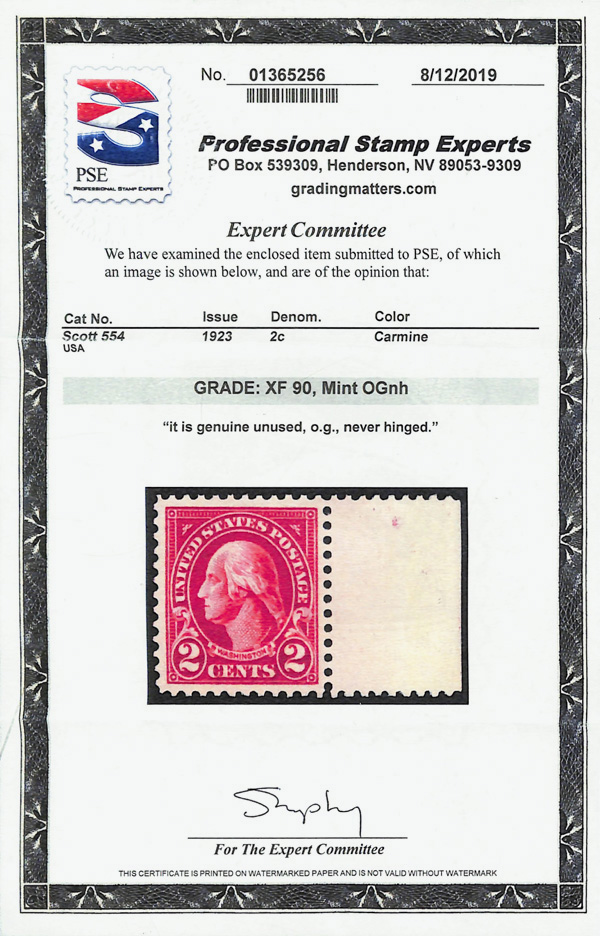 No. 01365256 8/12/2019
PSE
PROFESSIONAL STAMP EXPERTS
Professional Stamp Experts
PO Box 539309, Henderson, NV 89053-9309
gradingmatters.com
Expert Committee
We have examined the enclosed item submitted to PSE, of which
an image is shown below, and are of the opinion that:
Cat No. Issue Denom. Color
Scott 554 1923 2c Carmine
USA
GRADE: XF 90, Mint OGnh
“it is genuine unused, o.g., never hinged.”
UNITED STATES POSTAGE
WASHINGTON
2 CENTS 2
For The Expert Committee
THIS CERTIFICATE IS PRINTED ON WATERMARKED PAPER AND IS NOT VALID WITHOUT WATERMARK